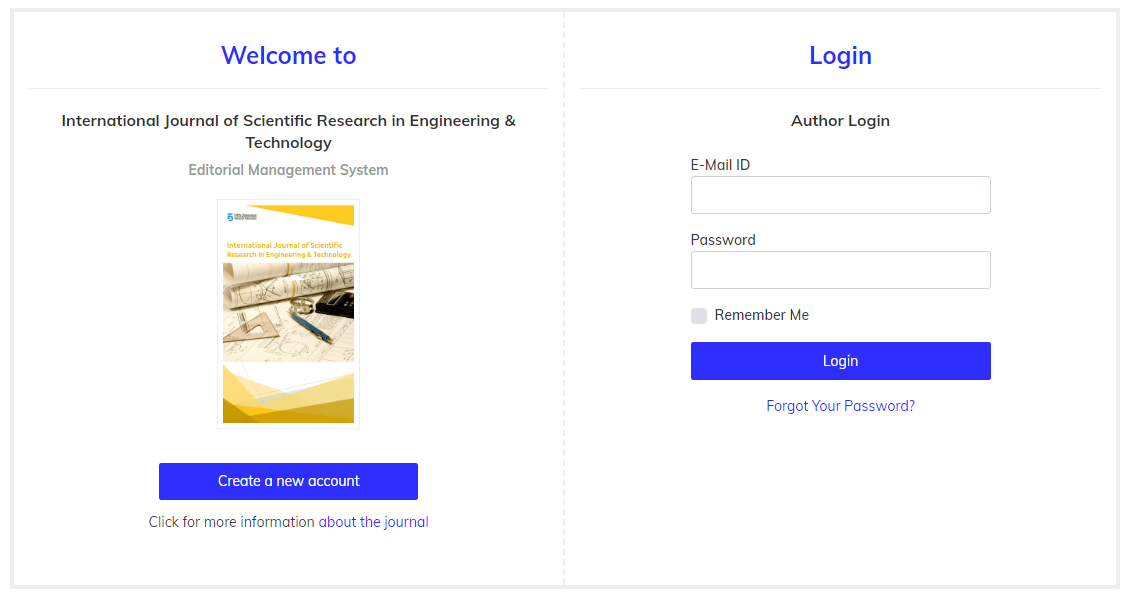 Welcome to
International Journal of Scientific Research in Engineering &
Technology
Editorial Management System
International Journal of Scientific
Research in Engineering & Technology
Create a new account
Click for more information about the journal
Login
Author Login
E-Mail ID
Password
Remember Me
Login
Forgot Your Password?